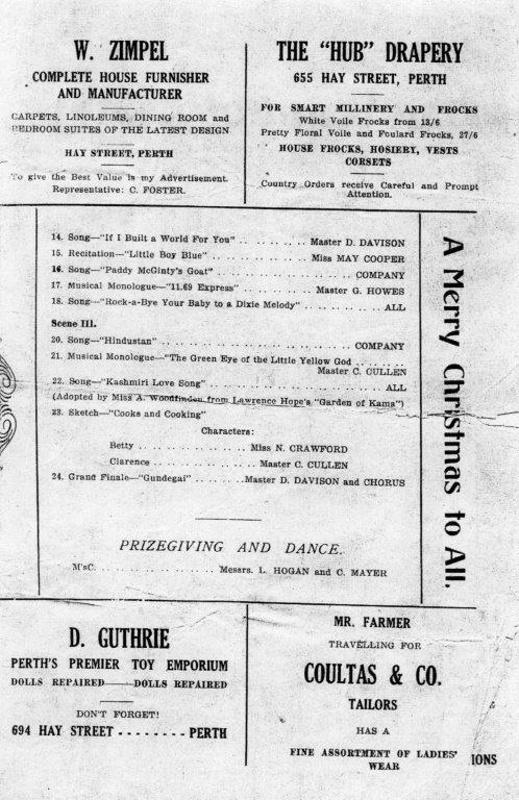 W. ZIMPEL
COMPLETE HOUSE FURNISHER
AND MANUFACTURER
CARPETS, LINOLEUMS, DINING ROOM and
BEDROOM SUITES OF THE LATEST DESIGN
HAY STREET, PERTH
To give the Best Value is my Advertisement.
Representative: C. FOSTER.
THE "HUB" DRAPERY
655 HAY STREET, PERTH
FOR SMART MILLINERY AND FROCKS
White Voile Frocks from 13/6
Pretty Floral Voile and Foulard Frocks, 27/6
HOUSE FROCKS, HOSIERY, VESTS
CORSETS
Country Orders receive Careful and Prompt
Attention.
14. Song—"If I Built a World For You" .. .. .. .. .. Master D. DAVISON
15. Recitation—"Little Boy Blue" .. .. .. .. .. .. .. Miss MAY COOPER
16. Song—"Paddy McGinty's Goat" .. .. .. .. .. .. .. .. COMPANY
17. Musical Monologue—"11.69 Express" .. .. .. .. Master G. HOWES
18. Song—"Rock-a-Bye Your Baby to a Dixie Melody" .. .. .. .. .. ALL
Scene III.
20. Song—"Hindustan" .. .. .. .. .. .. .. .. .. .. .. COMPANY
21. Musical Monologue—"The Green Eye of the Little Yellow God .. .. .. ..
Master C. CULLEN
22. Song—"Kashmiri Love Song" .. .. .. .. .. .. .. .. .. .. ALL
(Adopted by Miss A. Woodfinden from Lawrence Hope's "Garden of Kama")
23. Sketch—"Cooks and Cooking"
Characters:
Betty .. .. .. .. .. .. .. Miss N. CRAWFORD
Clarence .. .. .. .. .. .. .. Master C. CULLEN
24. Grand Finale—"Gundegai" .. .. .. .. Master D. DAVISON and CHORUS
PRIZEGIVING AND DANCE.
M'sC. .. .. .. .. .. .. .. .. Messrs. L. HOGAN and C. MAYER
A Merry Christmas to All.
D. GUTHRIE
PERTH'S PREMIER TOY EMPORIUM
DOLLS REPAIRED——DOLLS REPAIRED
DON'T FORGET!
694 HAY STREET - - - - - - - - PERTH
MR. FARMER
TRAVELLING FOR
COULTAS & CO.
TAILORS
HAS A
FINE ASSORTMENT OF LADIES'
WEAR
IONS